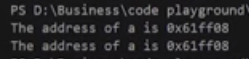 PS D:\Business\code playground\
The address of a is 0x61ff08
The address of a is 0x61ff08